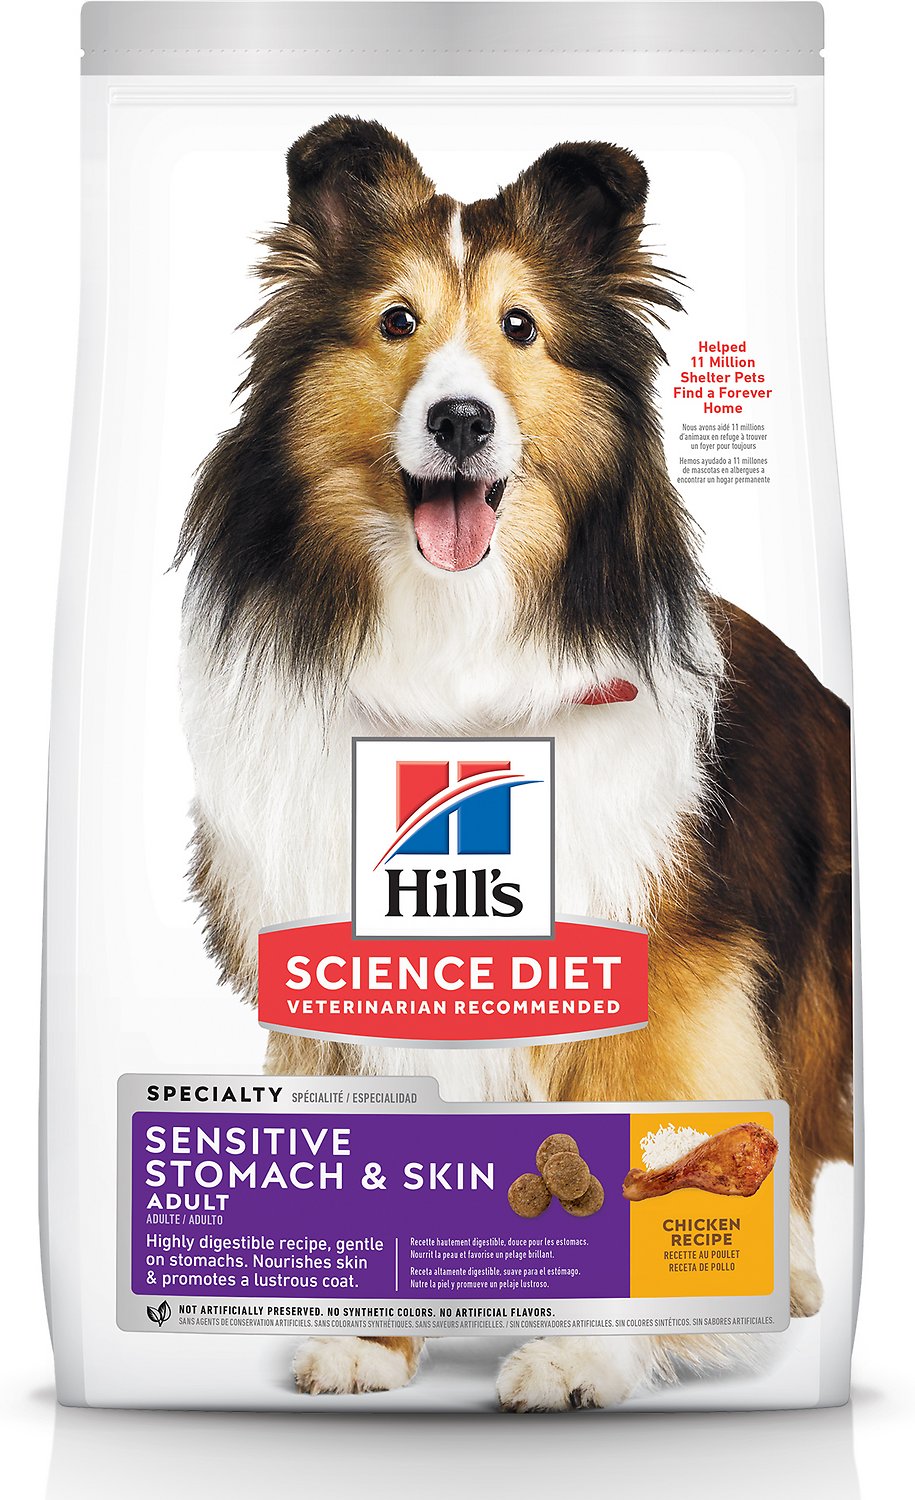 Helped
11 Million
Shelter Pets
Find a Forever
Home
Nous avons aidé 11 millions
d'animaux en refuge à trouver
un foyer pour toujours
Hemos ayudado a 11 millones
de mascotas en albergues a
encontrar un hogar permanente
Hill's
SCIENCE DIET
VETERINARIAN RECOMMENDED
SPECIALTY SPÉCIALITÉ / ESPECIALIDAD
SENSITIVE
STOMACH & SKIN
ADULT
ADULTE / ADULTO
Highly digestible recipe, gentle
on stomachs. Nourishes skin
& promotes a lustrous coat.
Recette hautement digestible, douce pour les estomacs.
Nourrit la peau et favorise un pelage brillant.
Receta altamente digestible, suave para el estómago.
Nutre la piel y promueve un pelaje lustroso.
CHICKEN
RECIPE
RECETTE AU POULET
RECETA DE POLLO
NOT ARTIFICIALLY PRESERVED. NO SYNTHETIC COLORS. NO ARTIFICIAL FLAVORS.
SANS AGENTS DE CONSERVATION ARTIFICIELS. SANS COLORANTS SYNTHÉTIQUES. SANS SAVEURS ARTIFICIELLES. / SIN CONSERVADORES ARTIFICIALES. SIN COLORES SINTÉTICOS. SIN SABORES ARTIFICIALES.